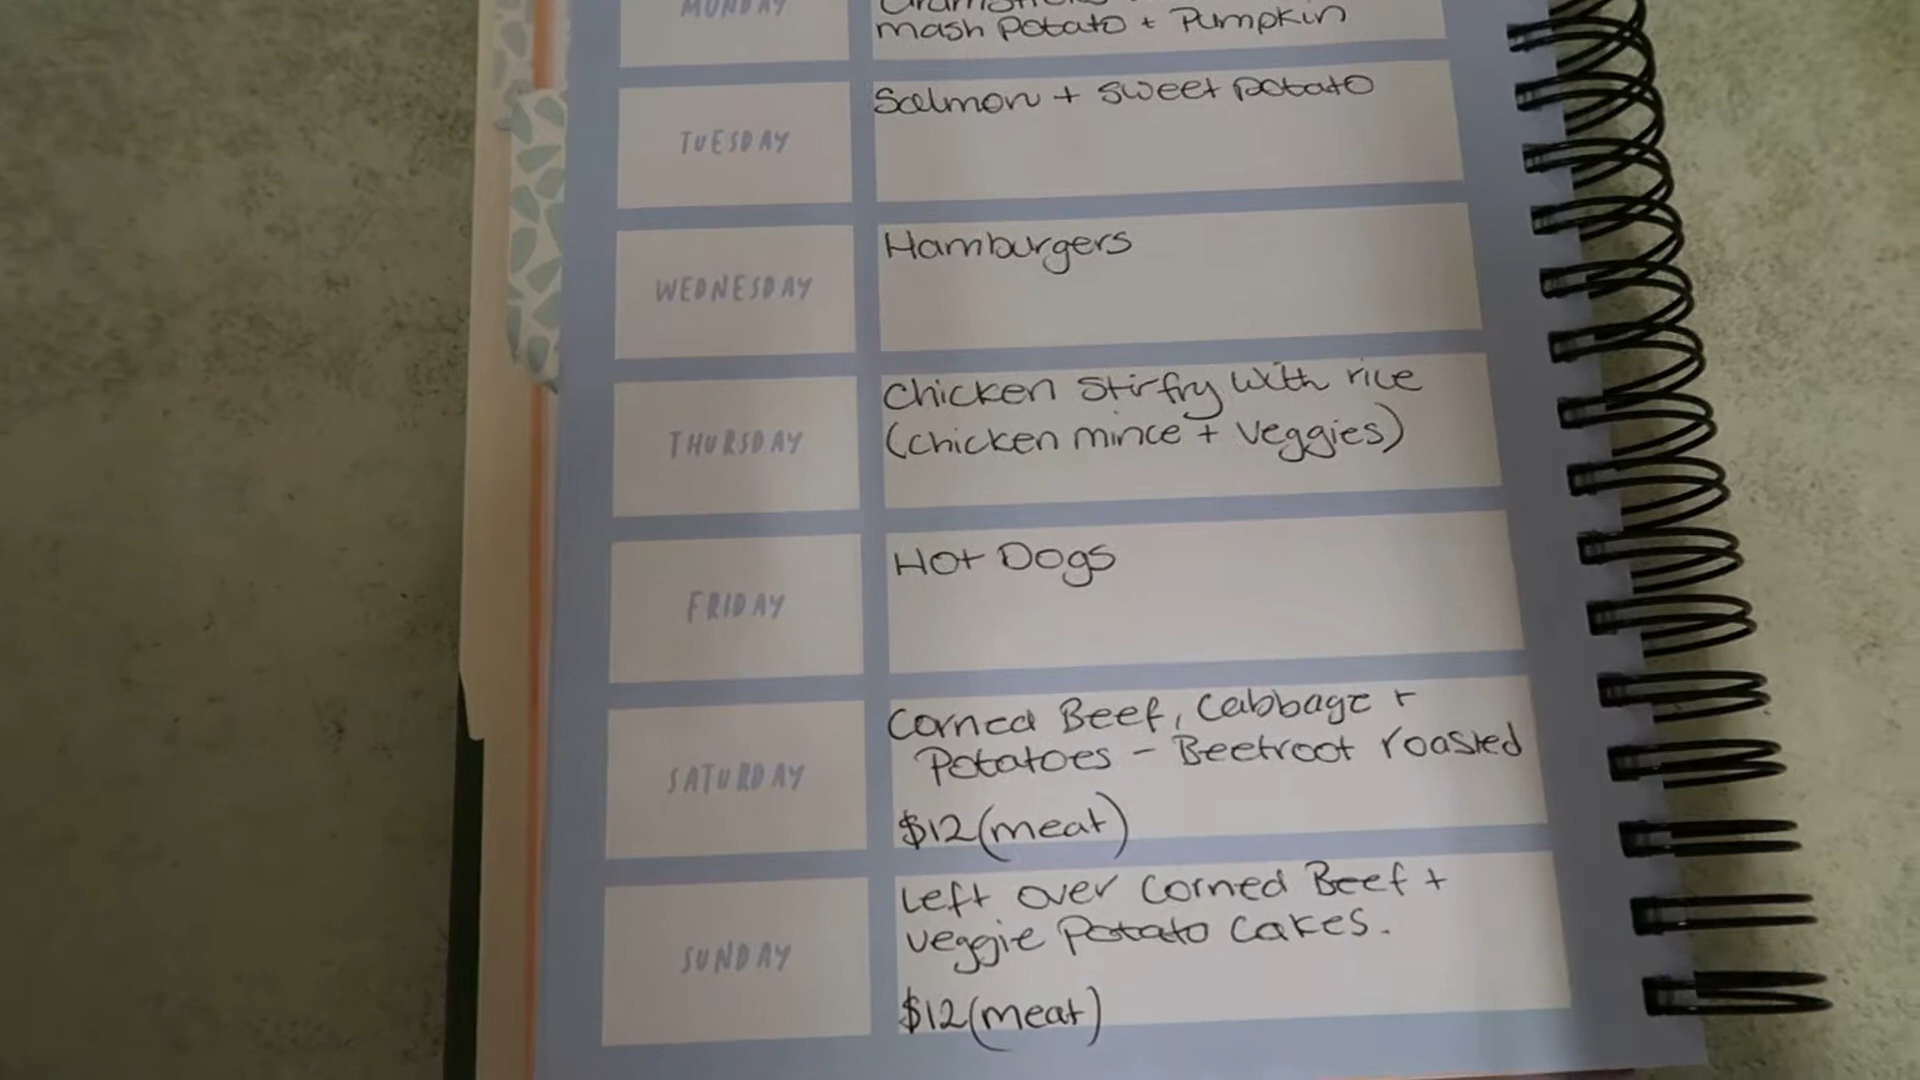 MONDAY
mash potato + Pumpkin
TUESDAY
Salmon + sweet potato
WEDNESDAY
Hamburgers
THURSDAY
Chicken Stirfry with rice
(chicken mince + Veggies)
FRIDAY
Hot Dogs
SATURDAY
Corned Beef, Cabbage +
Potatoes - Beetroot roasted
$12(meat)
SUNDAY
Left over Corned Beef +
Veggie Potato Cakes.
$12(meat)